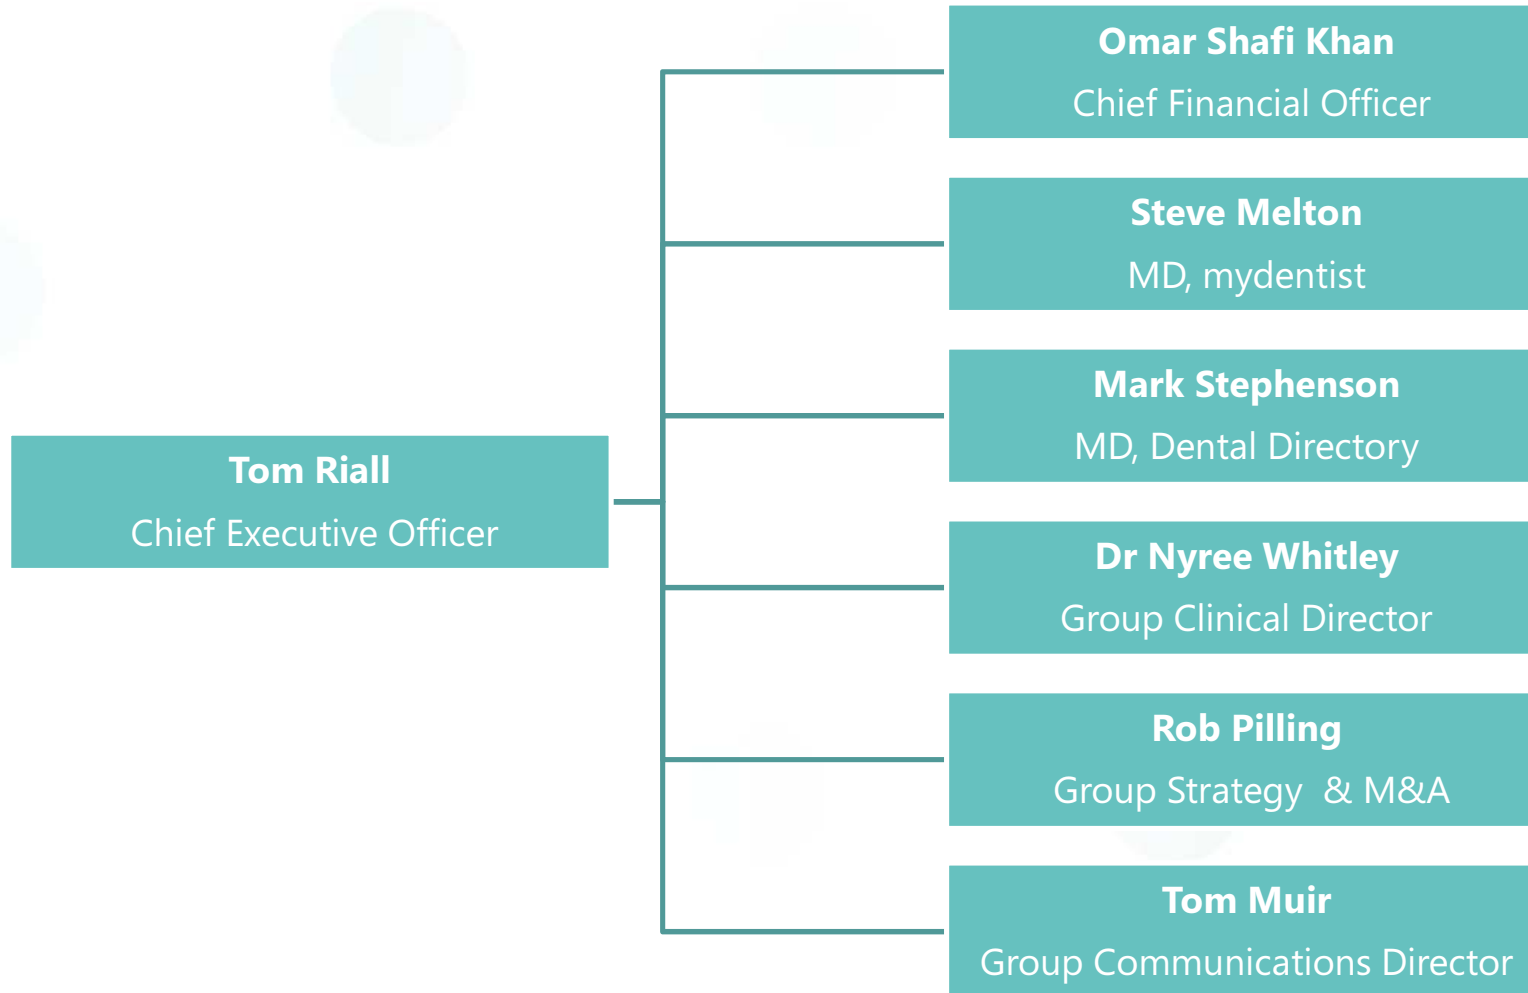 Omar Shafi Khan
Chief Financial Officer
Steve Melton
MD, mydentist
Mark Stephenson
MD, Dental Directory
Tom Riall
Chief Executive Officer
Dr Nyree Whitley
Group Clinical Director
Rob Pilling
Group Strategy  & M&A
Tom Muir
Group Communications Director